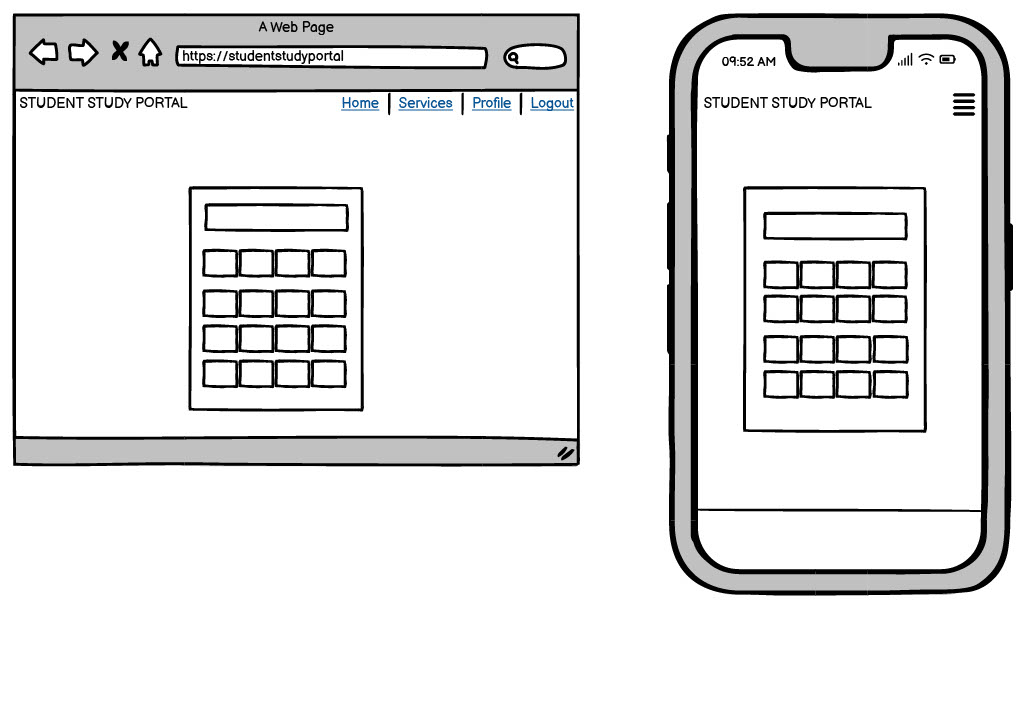 A Web Page
https://studentstudyportal
STUDENT STUDY PORTAL
Home | Services | Profile | Logout
09:52 AM
STUDENT STUDY PORTAL